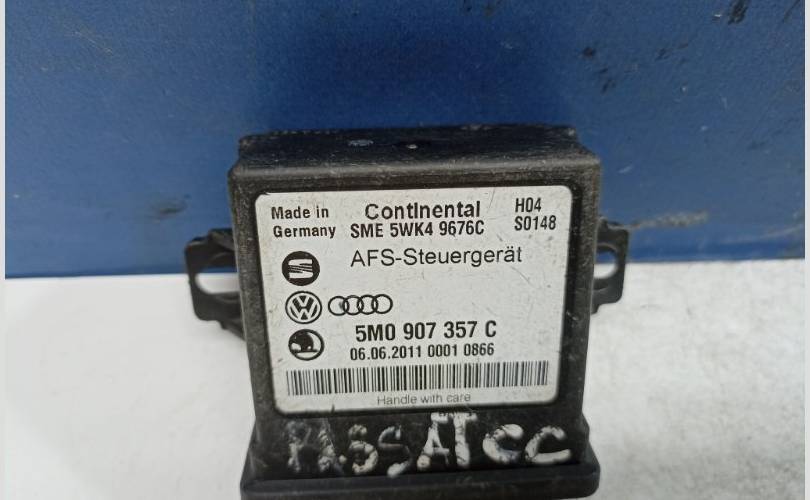 Made in Germany
Continental
SME 5WK4 9676C
H04
S0148
AFS-Steuergerät
5M0 907 357 C
06.06.2011 0001 0866
Handle with care
PASSAT CC